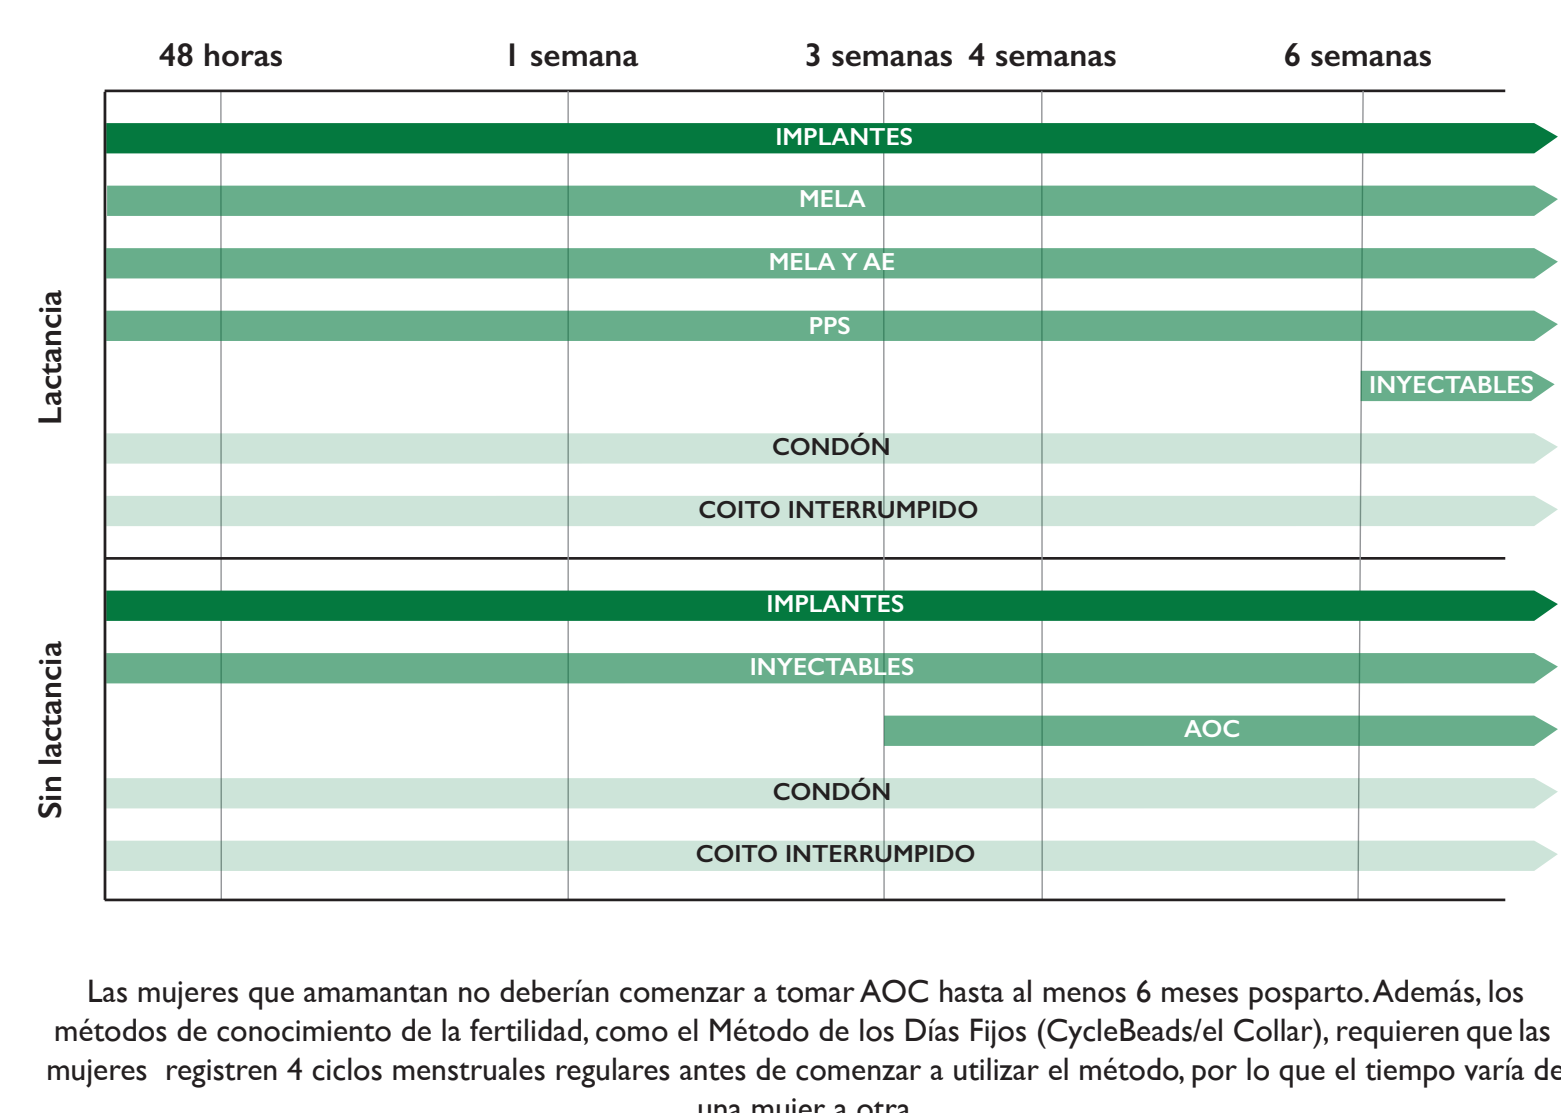 48 horas 1 semana 3 semanas 4 semanas 6 semanas
Lactancia
IMPLANTES
MELA
MELA Y AE
PPS
INYECTABLES
CONDÓN
COITO INTERRUMPIDO
Sin lactancia
IMPLANTES
INYECTABLES
AOC
CONDÓN
COITO INTERRUMPIDO
Las mujeres que amamantan no deberían comenzar a tomar AOC hasta al menos 6 meses posparto. Además, los
métodos de conocimiento de la fertilidad, como el Método de los Días Fijos (CycleBeads/el Collar), requieren que las
mujeres registren 4 ciclos menstruales regulares antes de comenzar a utilizar el método, por lo que el tiempo varía de
una mujer a otra